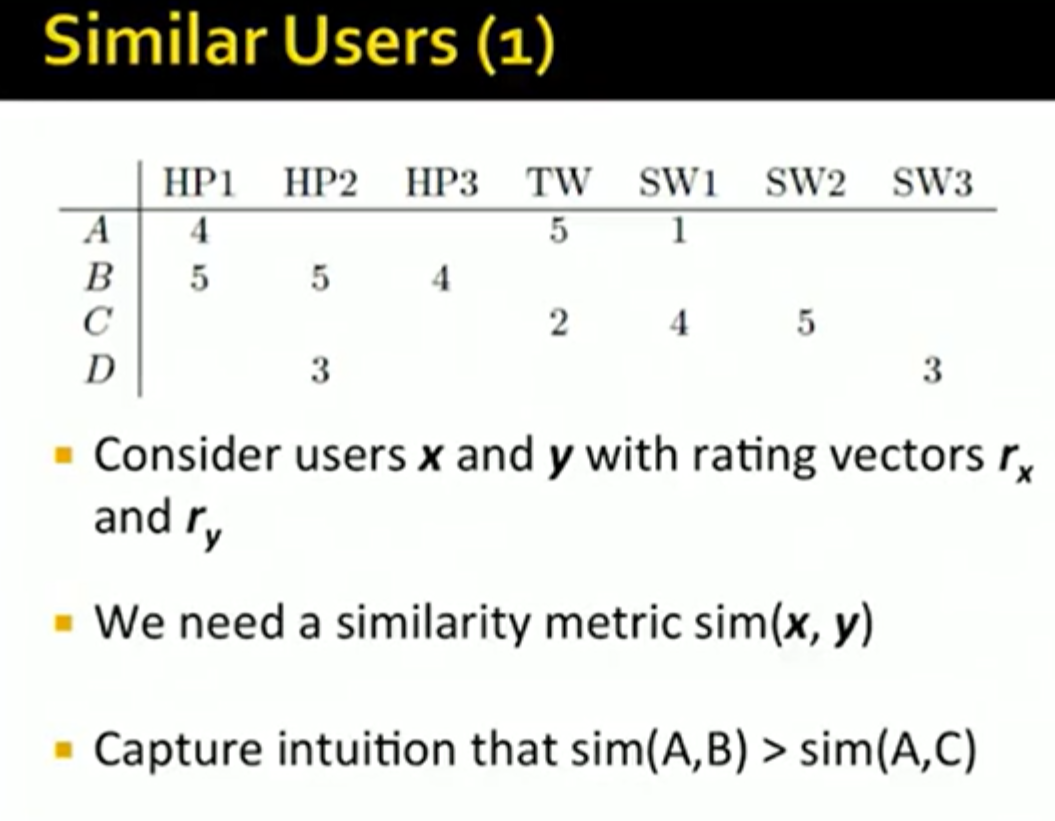 Similar Users (1)
HP1 HP2 HP3 TW SW1 SW2 SW3
A 4 5 1
B 5 5 4
C 2 4 5
D 3 3
Consider users x and y with rating vectors rx
and ry
We need a similarity metric sim(x, y)
Capture intuition that sim(A,B) > sim(A,C)